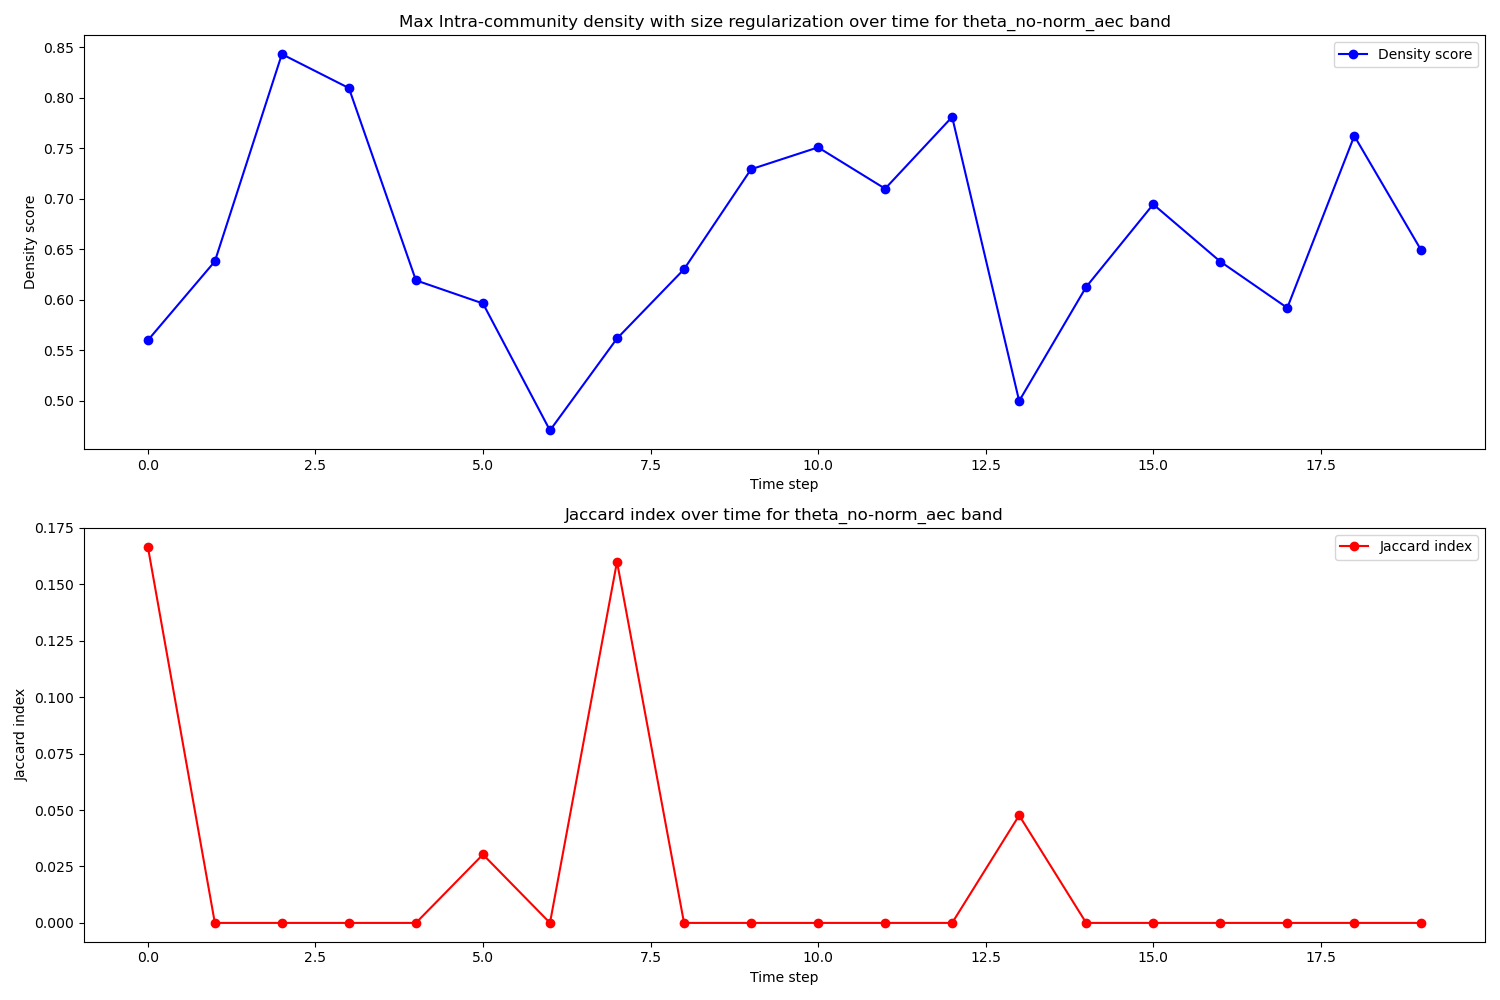 Max Intra-community density with size regularization over time for theta_no-norm_aec band
Density score
0.85
0.80
0.75
0.70
0.65
0.60
0.55
0.50
Density score
0.0 2.5 5.0 7.5 10.0 12.5 15.0 17.5
Time step
Jaccard index over time for theta_no-norm_aec band
Jaccard index
0.175
0.150
0.125
0.100
0.075
0.050
0.025
0.000
Jaccard index
0.0 2.5 5.0 7.5 10.0 12.5 15.0 17.5
Time step